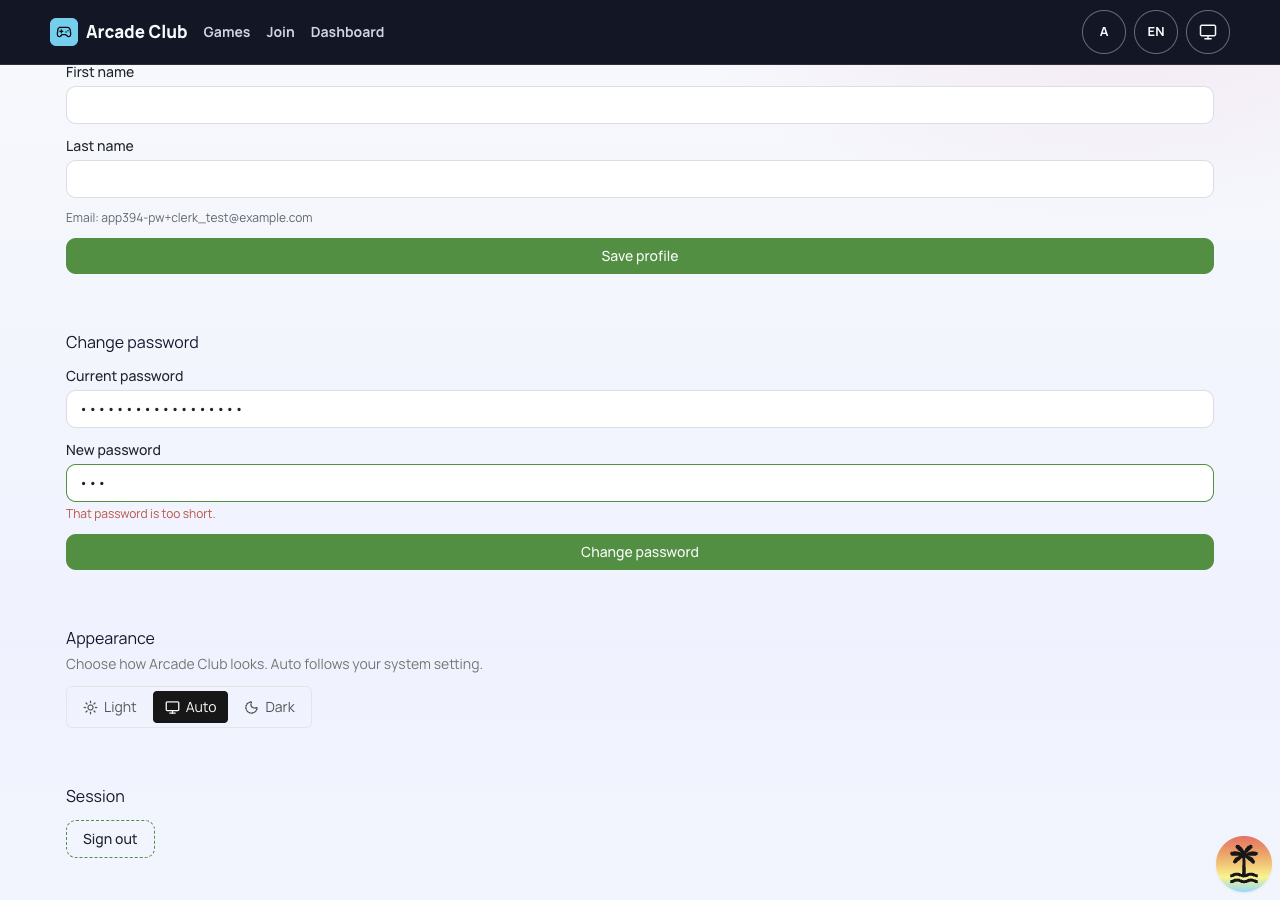 Arcade Club
Games
Join
Dashboard
A
EN
First name
Last name
Email: app394-pw+clerk_test@example.com
Save profile
Change password
Current password
••••••••••••••••••
New password
•••
That password is too short.
Change password
Appearance
Choose how Arcade Club looks. Auto follows your system setting.
Light
Auto
Dark
Session
Sign out